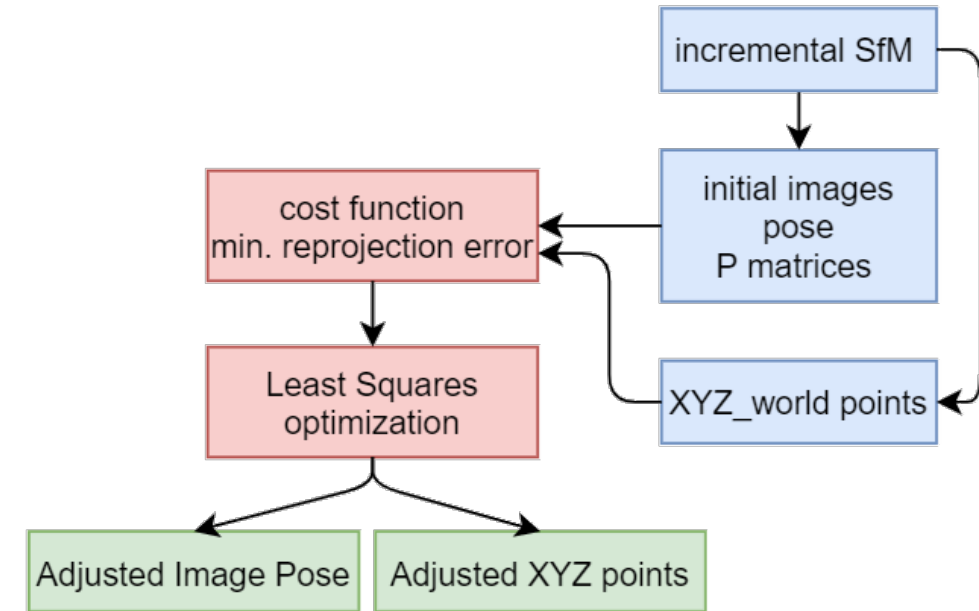 incremental SfM
initial images
pose
P matrices
cost function
min. reprojection error
XYZ_world points
Least Squares
optimization
Adjusted Image Pose
Adjusted XYZ points